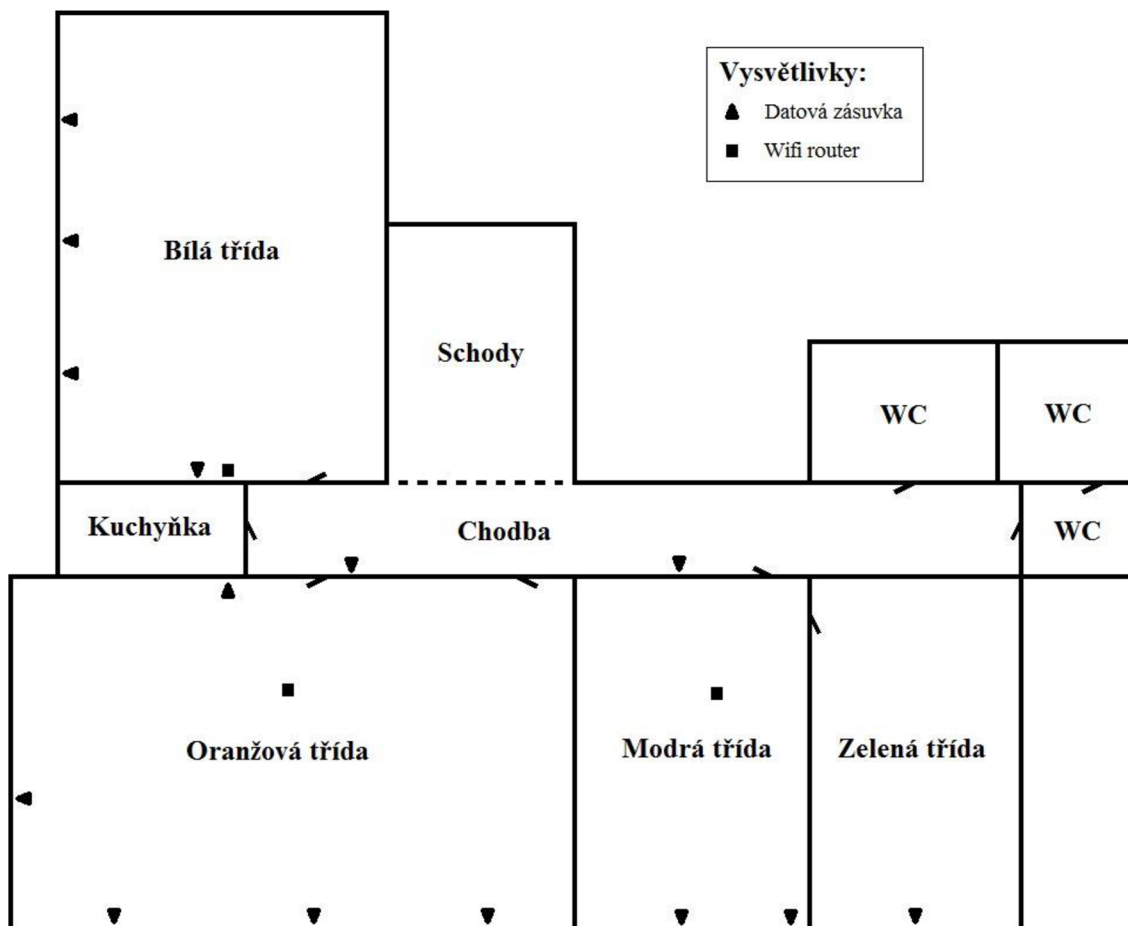 Vysvětlivky:
Datová zásuvka
Wifi router
Bílá třída
Schody
WC
WC
Kuchyňka
Chodba
WC
Oranžová třída
Modrá třída
Zelená třída